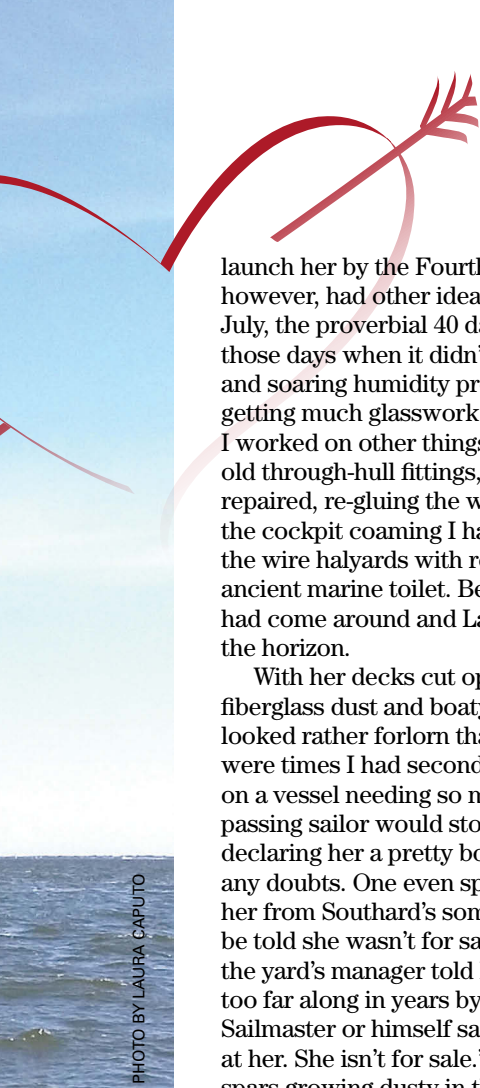 launch her by the Fourth
however, had other idea
July, the proverbial 40 da
those days when it didn'
and soaring humidity pr
getting much glasswork
I worked on other things
old through-hull fittings,
repaired, re-gluing the w
the cockpit coaming I ha
the wire halyards with r
ancient marine toilet. Be
had come around and La
the horizon.
With her decks cut op
fiberglass dust and boaty
looked rather forlorn tha
were times I had second
on a vessel needing so m
passing sailor would sto
declaring her a pretty bo
any doubts. One even sp
her from Southard's som
be told she wasn't for sa
the yard's manager told
too far along in years by
Sailmaster or himself sa
at her. She isn't for sale.
spars growing dusty in t
PHOTO BY LAURA CAPUTO